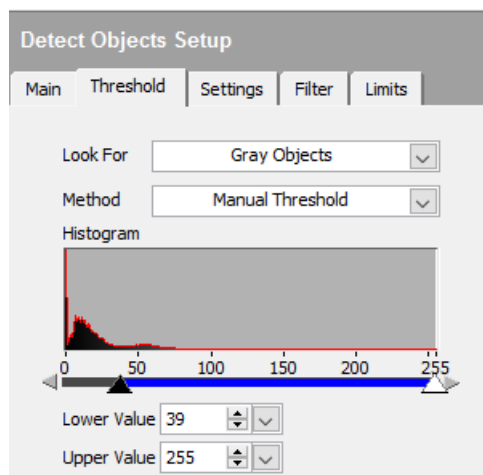 Detect Objects Setup
Main Threshold Settings Filter Limits
Look For Gray Objects
Method Manual Threshold
Histogram
0 50 100 150 200 255
Lower Value 39
Upper Value 255